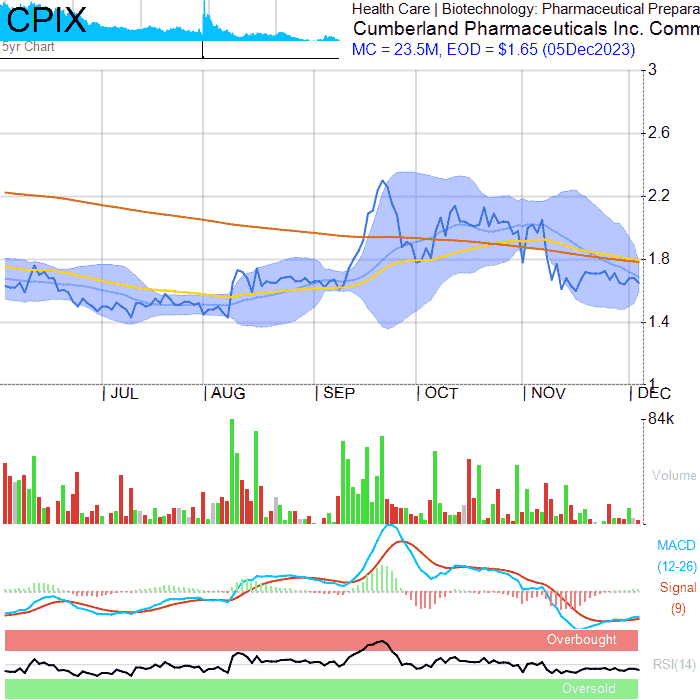 CPIX
5yr Chart
Health Care | Biotechnology: Pharmaceutical Prepara
Cumberland Pharmaceuticals Inc. Comm
MC = 23.5M, EOD = $1.65 (05Dec2023)
3
2.6
2.2
1.8
1.4
1
JUL AUG SEP OCT NOV DEC
84k
Volume
MACD
(12-26)
Signal
(9)
Overbought
RSI(14)
Oversold